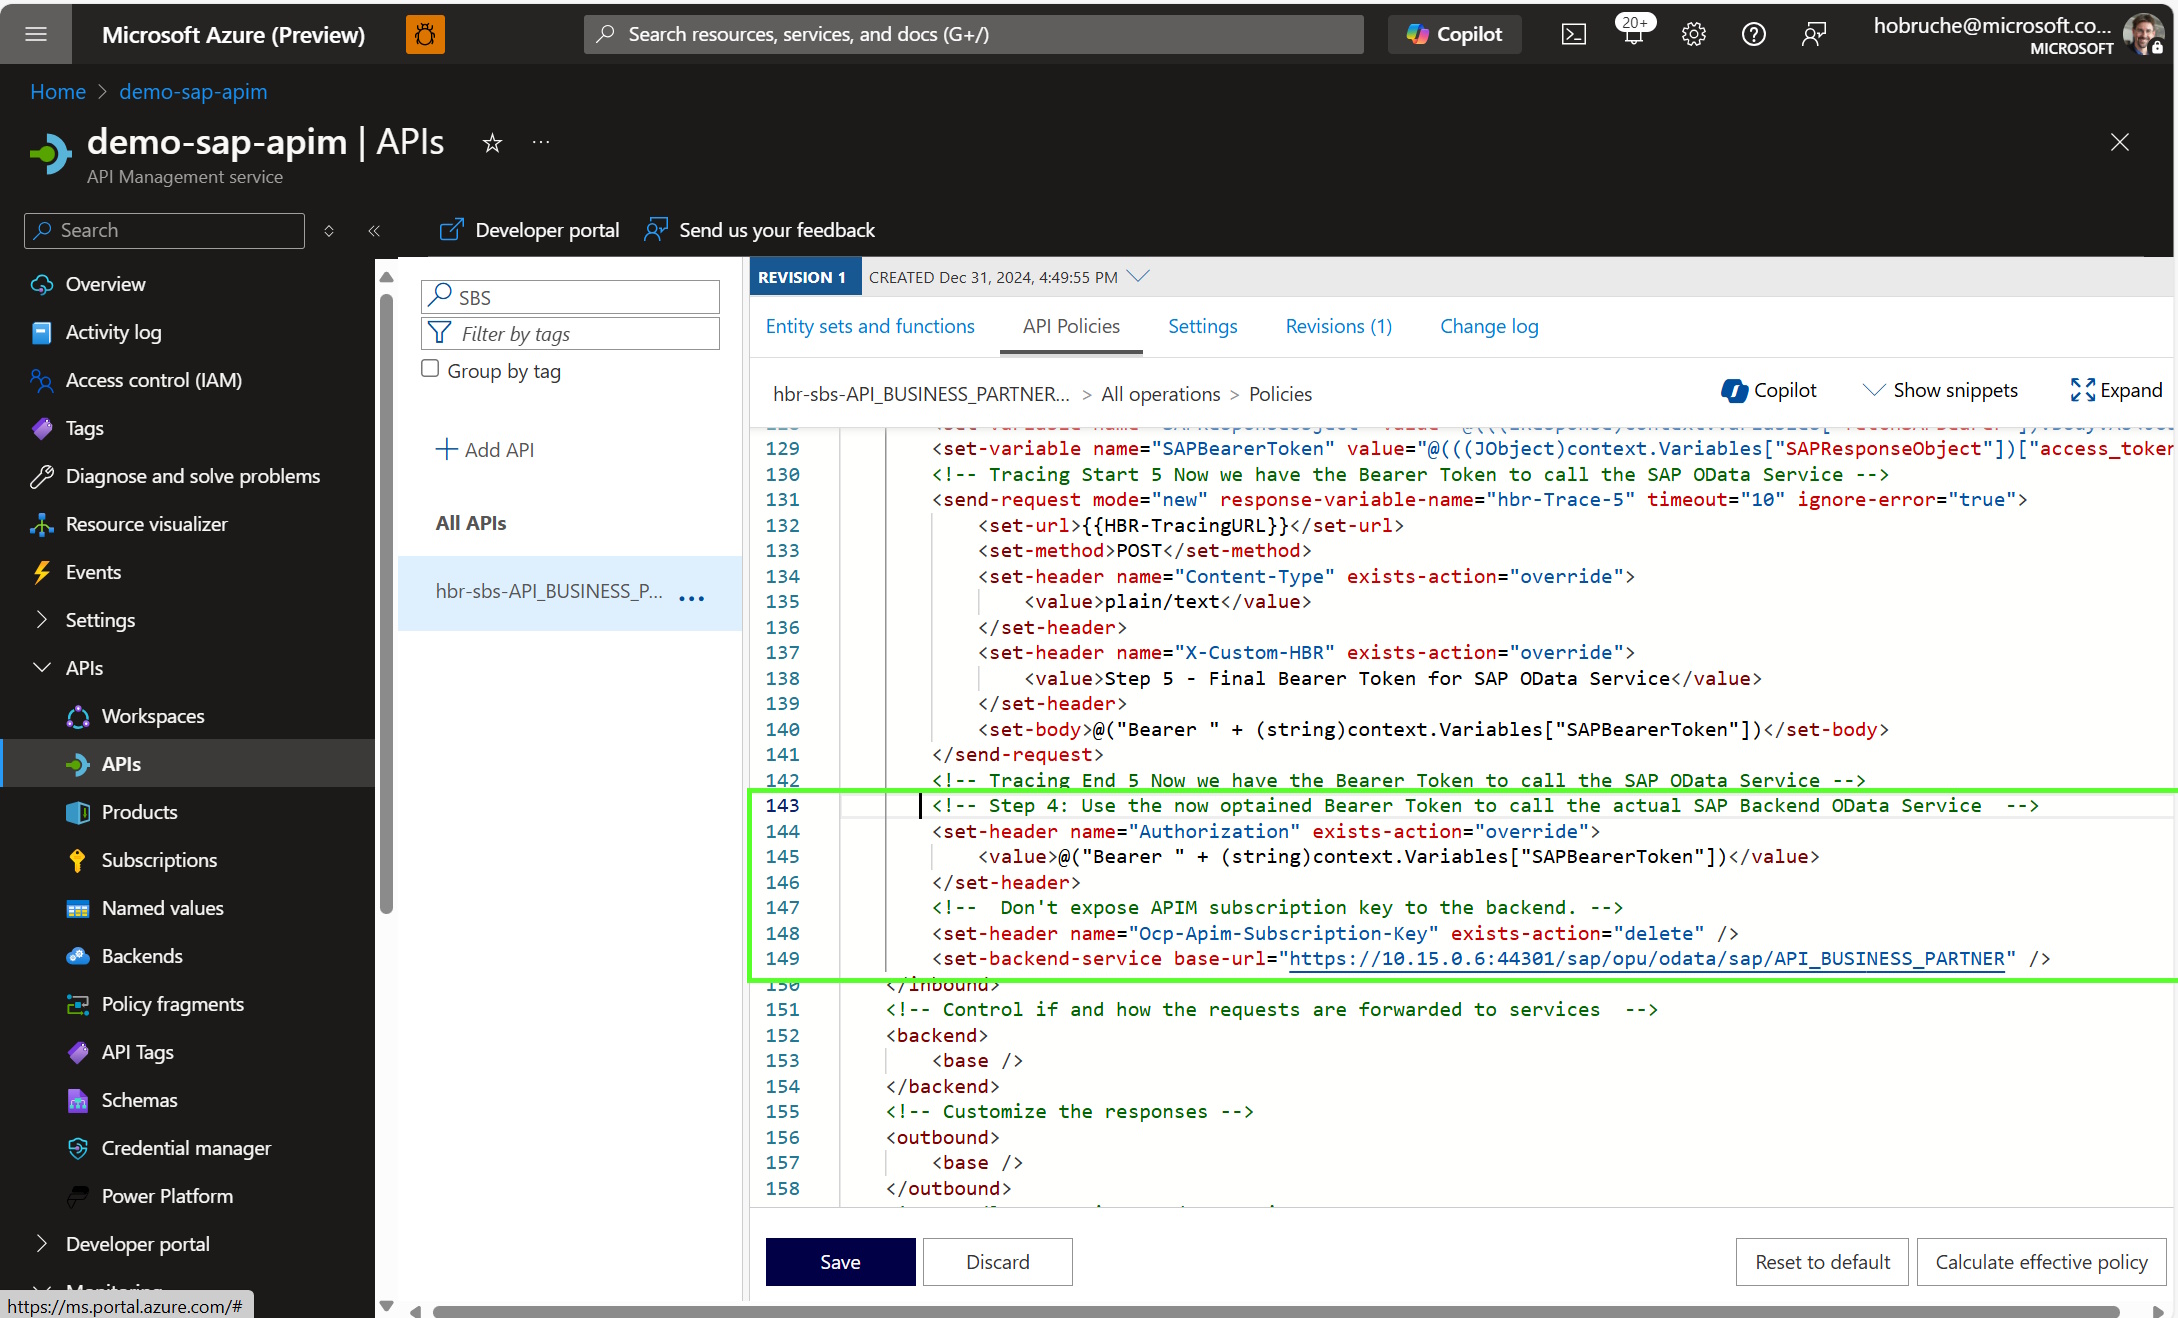 Microsoft Azure (Preview)
Search resources, services, and docs (G+/)
Copilot
20+
hobruche@microsoft.co...
MICROSOFT
Home > demo-sap-apim
demo-sap-apim | APIs
API Management service
Search
Developer portal
Send us your feedback
Overview
Activity log
Access control (IAM)
Tags
Diagnose and solve problems
Resource visualizer
Events
Settings
APIs
Workspaces
APIs
Products
Subscriptions
Named values
Backends
Policy fragments
API Tags
Schemas
Credential manager
Power Platform
Developer portal
Monitoring
https://ms.portal.azure.com/#
SBS
Filter by tags
Group by tag
Add API
All APIs
hbr-sbs-API_BUSINESS_P... ...
REVISION 1 CREATED Dec 31, 2024, 4:49:55 PM
Entity sets and functions API Policies Settings Revisions (1) Change log
hbr-sbs-API_BUSINESS_PARTNER... > All operations > Policies
Copilot Show snippets Expand
129 <set-variable name="SAPBearerToken" value="@(((JObject)context.Variables["SAPResponseObject"])["access_token
130 <!-- Tracing Start 5 Now we have the Bearer Token to call the SAP OData Service -->
131 <send-request mode="new" response-variable-name="hbr-Trace-5" timeout="10" ignore-error="true">
132 <set-url>{{HBR-TracingURL}}</set-url>
133 <set-method>POST</set-method>
134 <set-header name="Content-Type" exists-action="override">
135 <value>plain/text</value>
136 </set-header>
137 <set-header name="X-Custom-HBR" exists-action="override">
138 <value>Step 5 - Final Bearer Token for SAP OData Service</value>
139 </set-header>
140 <set-body>@("Bearer " + (string)context.Variables["SAPBearerToken"])</set-body>
141 </send-request>
142 <!-- Tracing End 5 Now we have the Bearer Token to call the SAP OData Service -->
143 <!-- Step 4: Use the now optained Bearer Token to call the actual SAP Backend OData Service  -->
144 <set-header name="Authorization" exists-action="override">
145 <value>@("Bearer " + (string)context.Variables["SAPBearerToken"])</value>
146 </set-header>
147 <!--  Don't expose APIM subscription key to the backend. -->
148 <set-header name="Ocp-Apim-Subscription-Key" exists-action="delete" />
149 <set-backend-service base-url="https://10.15.0.6:44301/sap/opu/odata/sap/API_BUSINESS_PARTNER" />
150 </inbound>
151 <!-- Control if and how the requests are forwarded to services  -->
152 <backend>
153 <base />
154 </backend>
155 <!-- Customize the responses -->
156 <outbound>
157 <base />
158 </outbound>
Save Discard Reset to default Calculate effective policy